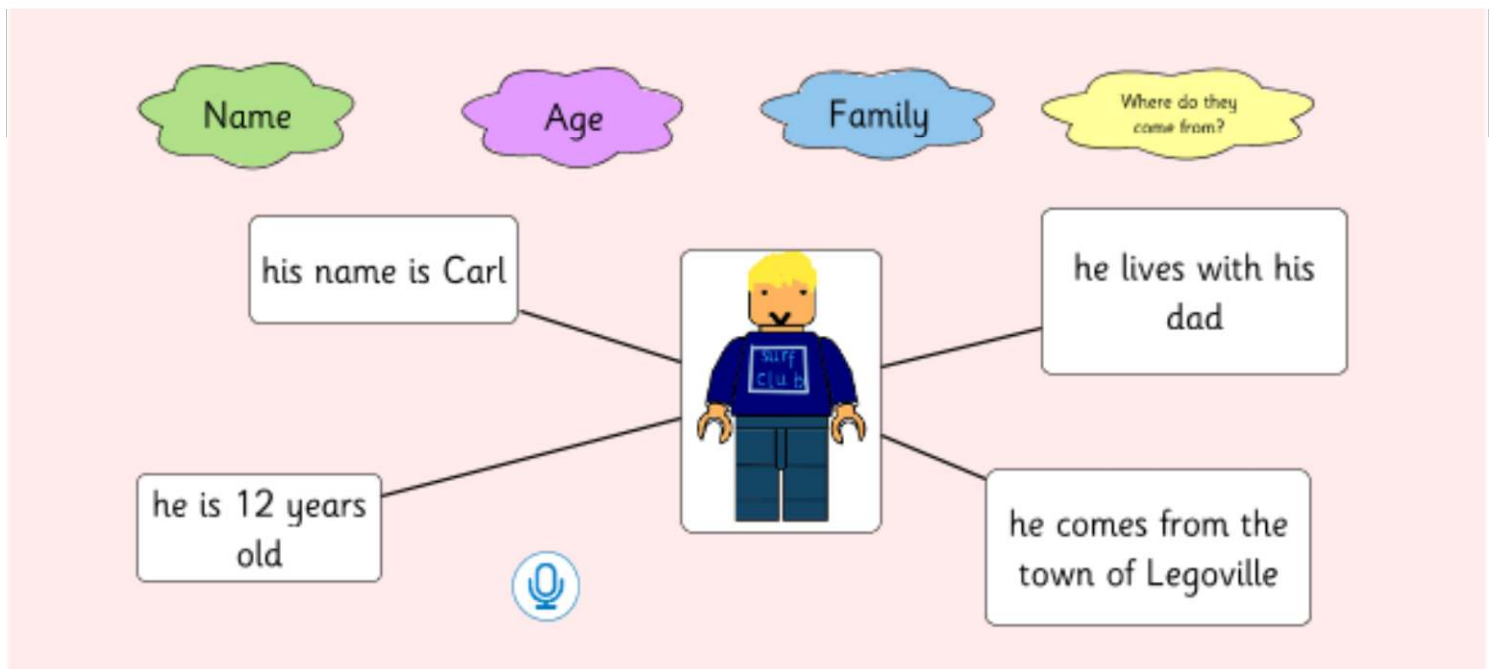 Name
Age
Family
Where do they
come from?
his name is Carl
he lives with his
dad
surf
club
he is 12 years
old
he comes from the
town of Legoville